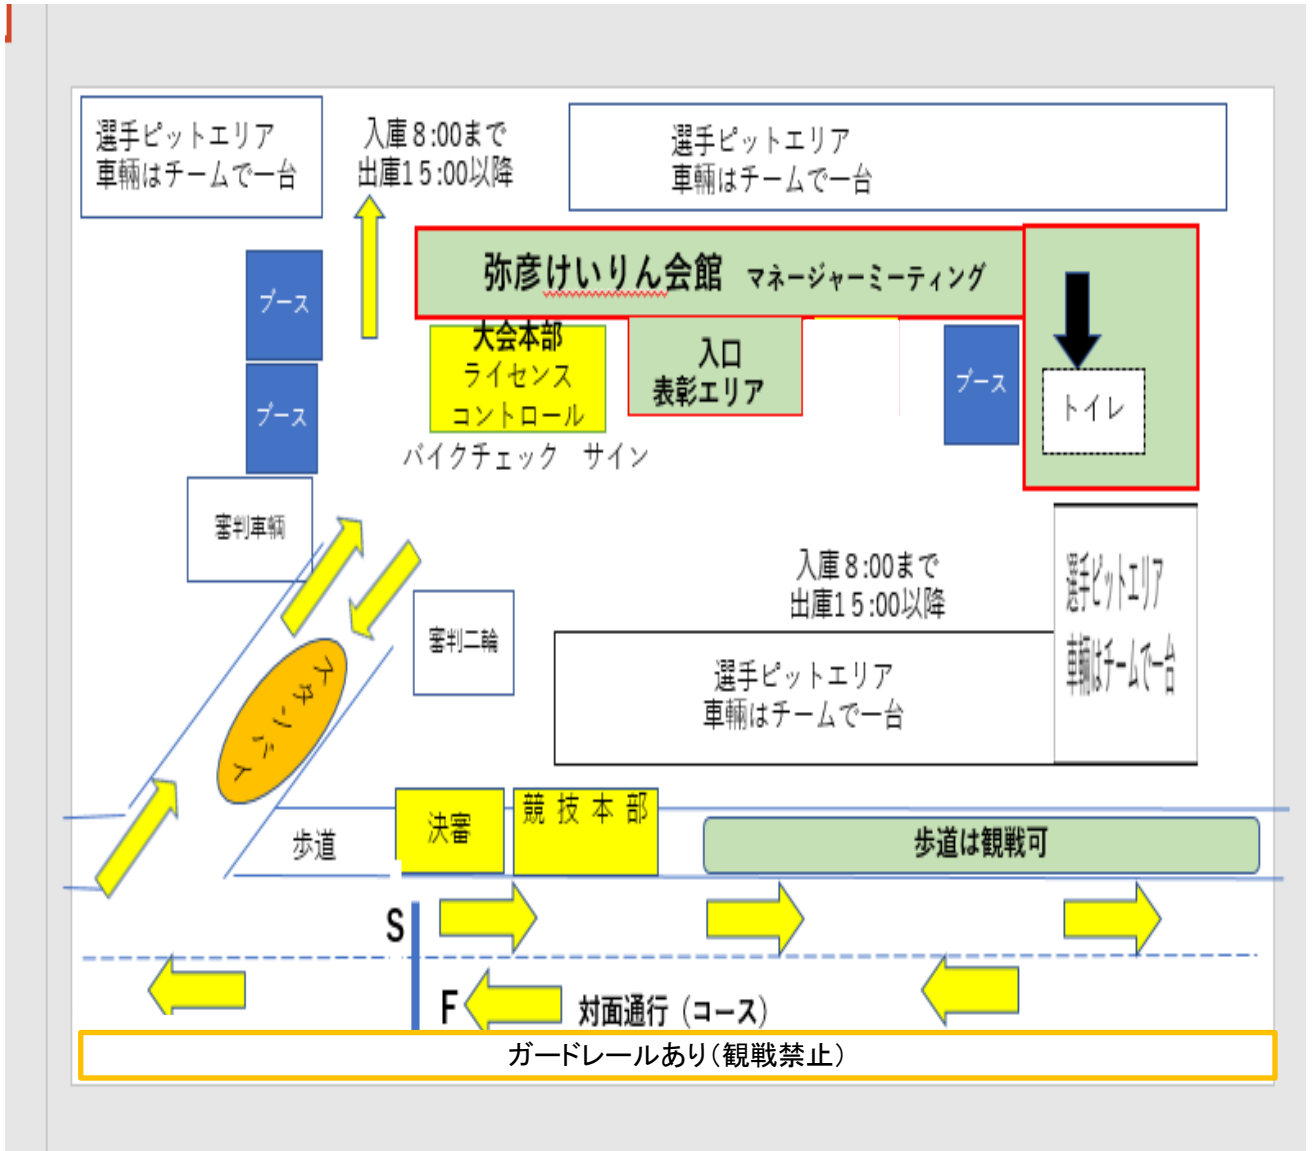 選手ピットエリア
車輌はチームで一台
入庫8:00まで
出庫15:00以降
選手ピットエリア
車輌はチームで一台
弥彦けいりん会館 マネージャーミーティング
ブース
ブース
大会本部
ライセンス
コントロール
バイクチェック サイン
入口
表彰エリア
ブース
トイレ
審判車輌
審判二輪
スタンバイ
入庫8:00まで
出庫15:00以降
選手ピットエリア
車輌はチームで一台
選手ピットエリア
車輌はチームで一台
歩道
決審
競技本部
歩道は観戦可
S
F
対面通行（コース）
ガードレールあり（観戦禁止）